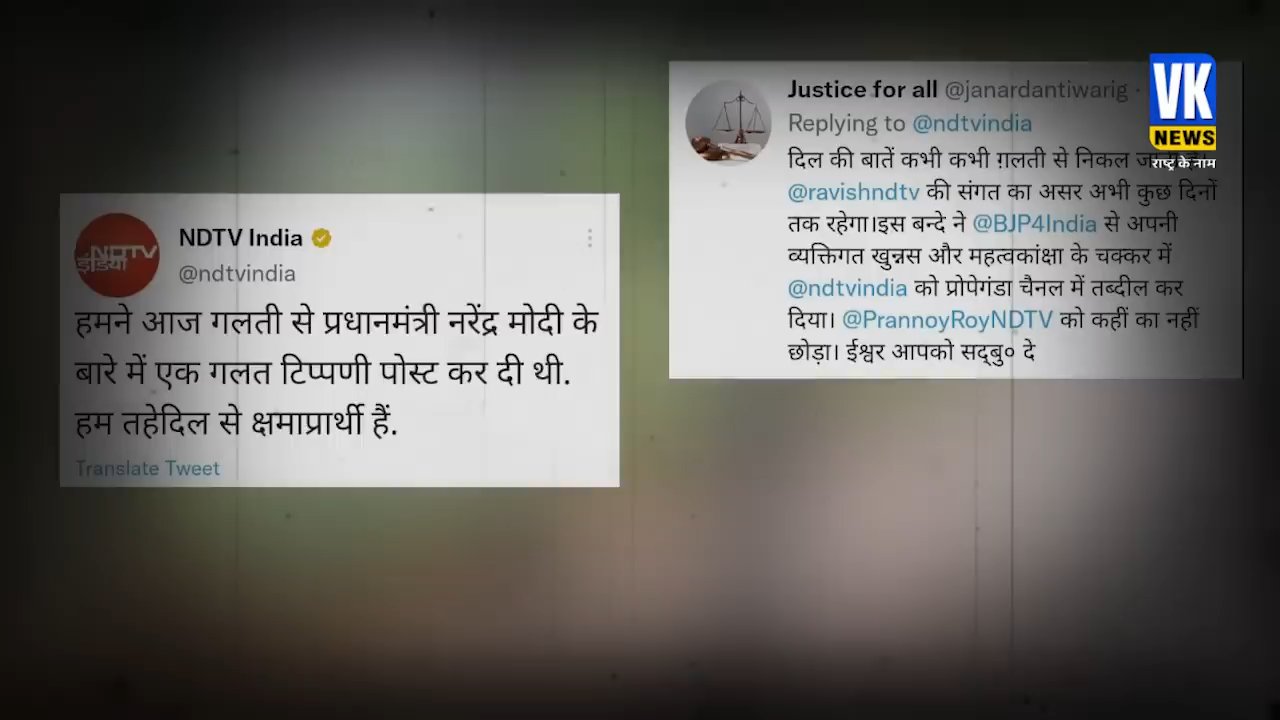 NDTV India
@ndtvindia
हमने आज गलती से प्रधानमंत्री नरेंद्र मोदी के
बारे में एक गलत टिप्पणी पोस्ट कर दी थी.
हम तहेदिल से क्षमाप्रार्थी हैं.
Translate Tweet
NDTV
इंडिया
Justice for all @janardantiwarig ·
Replying to @ndtvindia
दिल की बातें कभी कभी ग़लती से निकल
@ravishndtv की संगत का असर अभी कुछ दिनों
तक रहेगा।इस बन्दे ने @BJP4India से अपनी
व्यक्तिगत खुन्नस और महत्वकांक्षा के चक्कर में
@ndtvindia को प्रोपेगंडा चैनल में तब्दील कर
दिया। @PrannoyRoyNDTV को कहीं का नहीं
छोड़ा। ईश्वर आपको सद्बु० दे
VK
NEWS
राष्ट्र के नाम